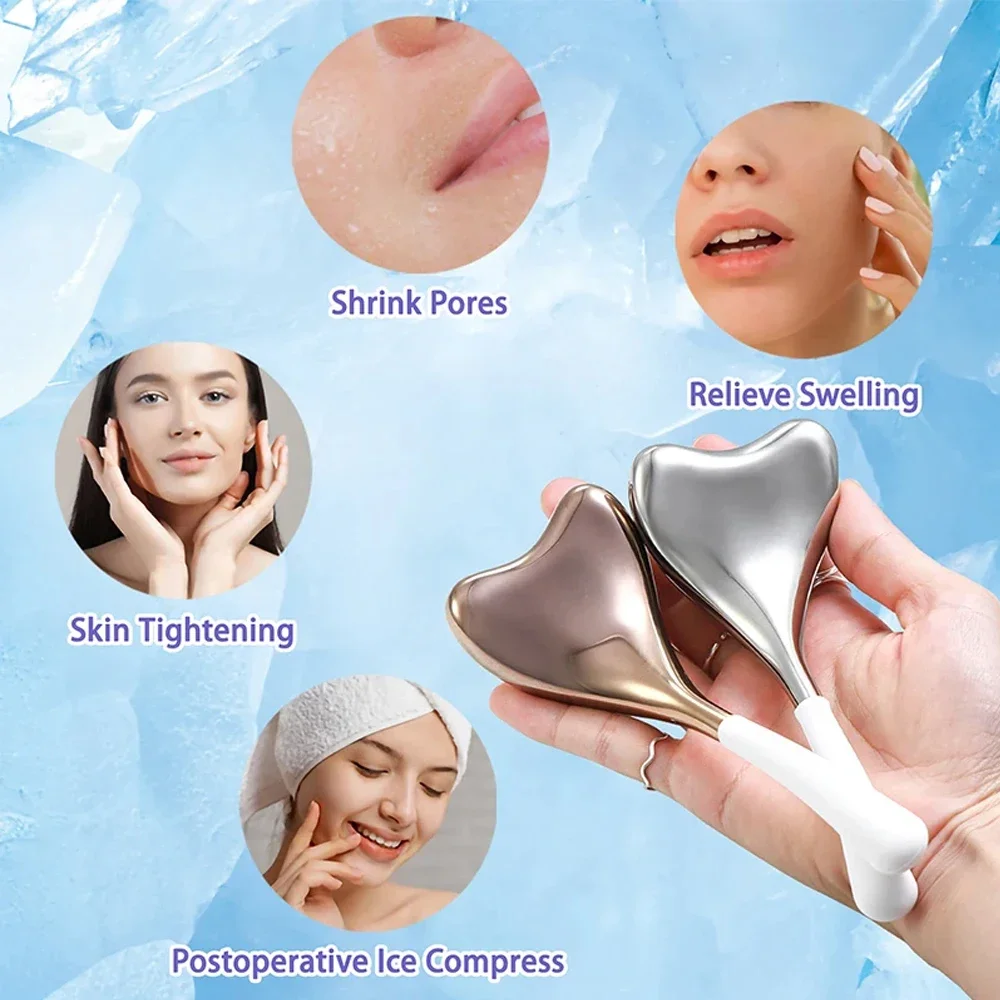 Shrink Pores
Relieve Swelling
Skin Tightening
Postoperative Ice Compress